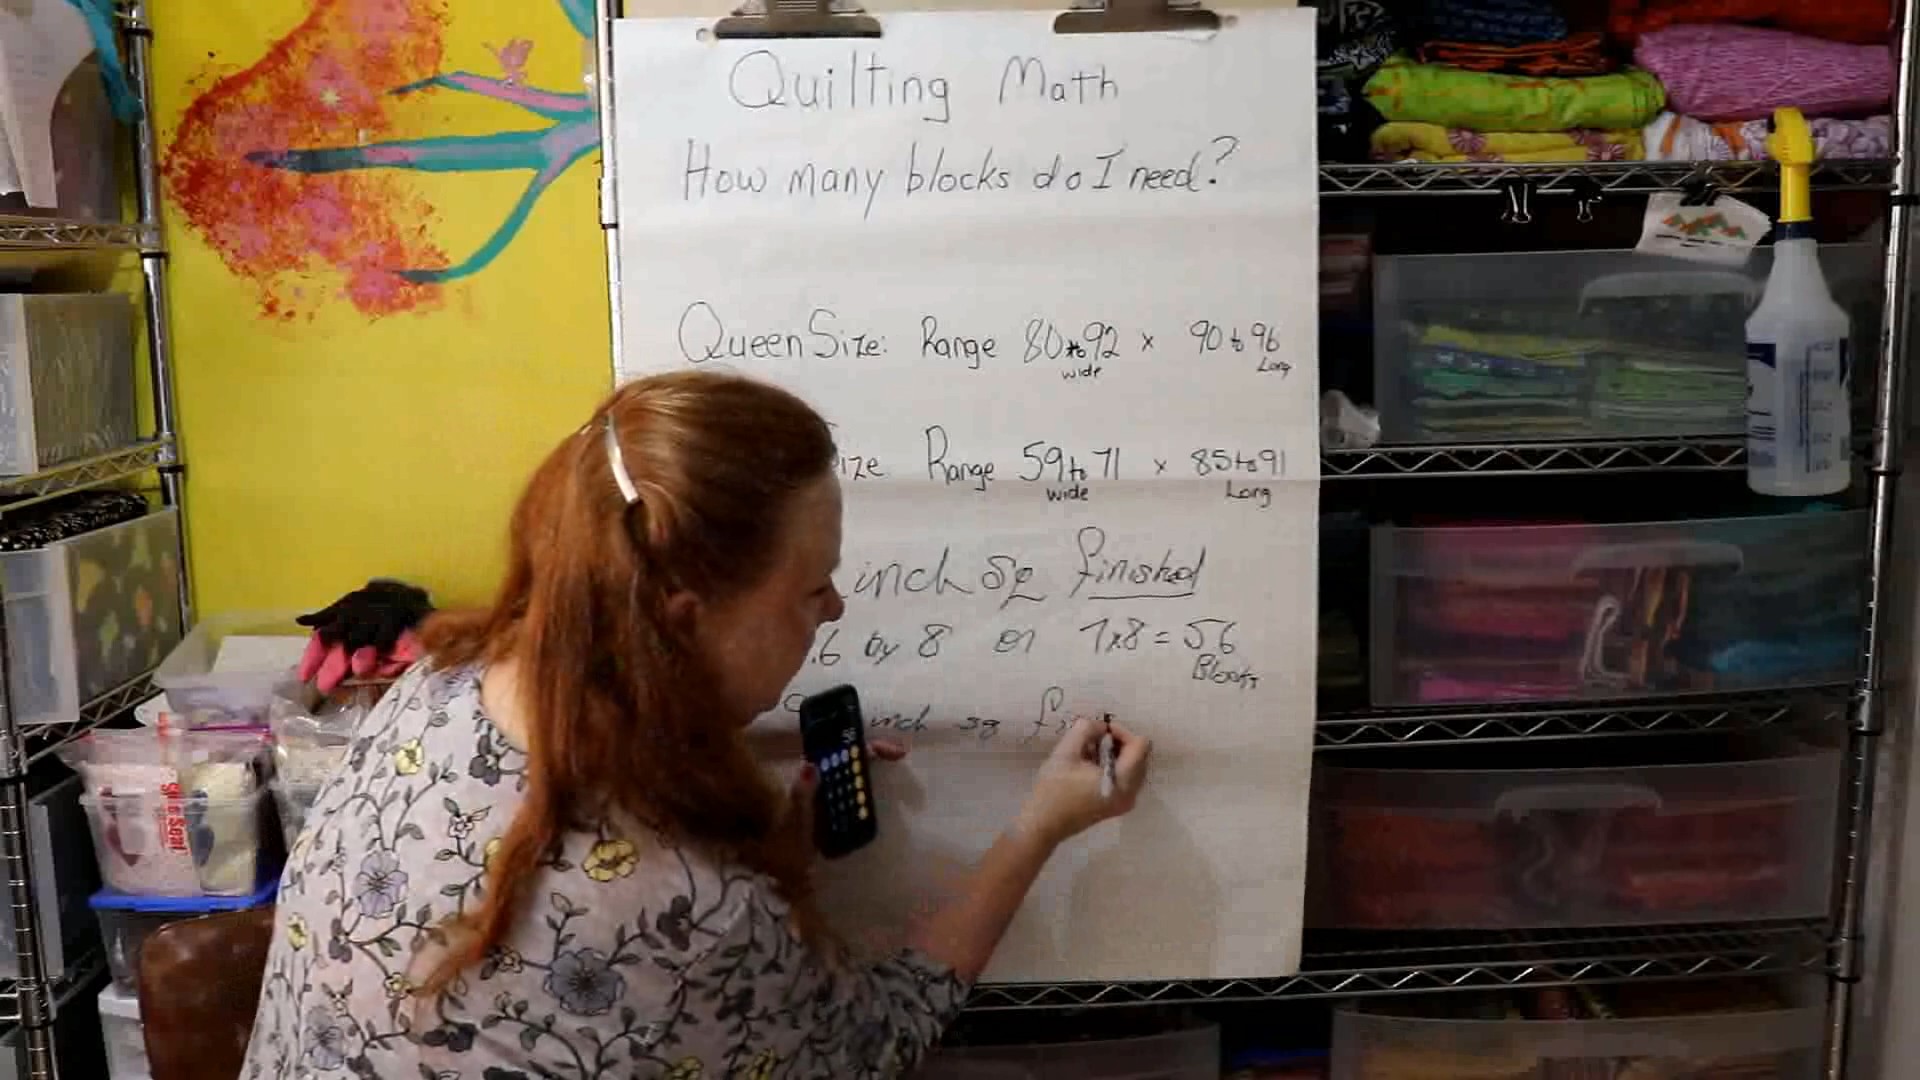 Quilting Math
How many blocks do I need?
Queen Size: Range 80 to 92 x 90 to 96
wide Long
ize Range 59 to 71 x 85 to 91
wide Long
inch sq finished
.6 by 8 or 7x8 = 56
Blocks
inch sq fin